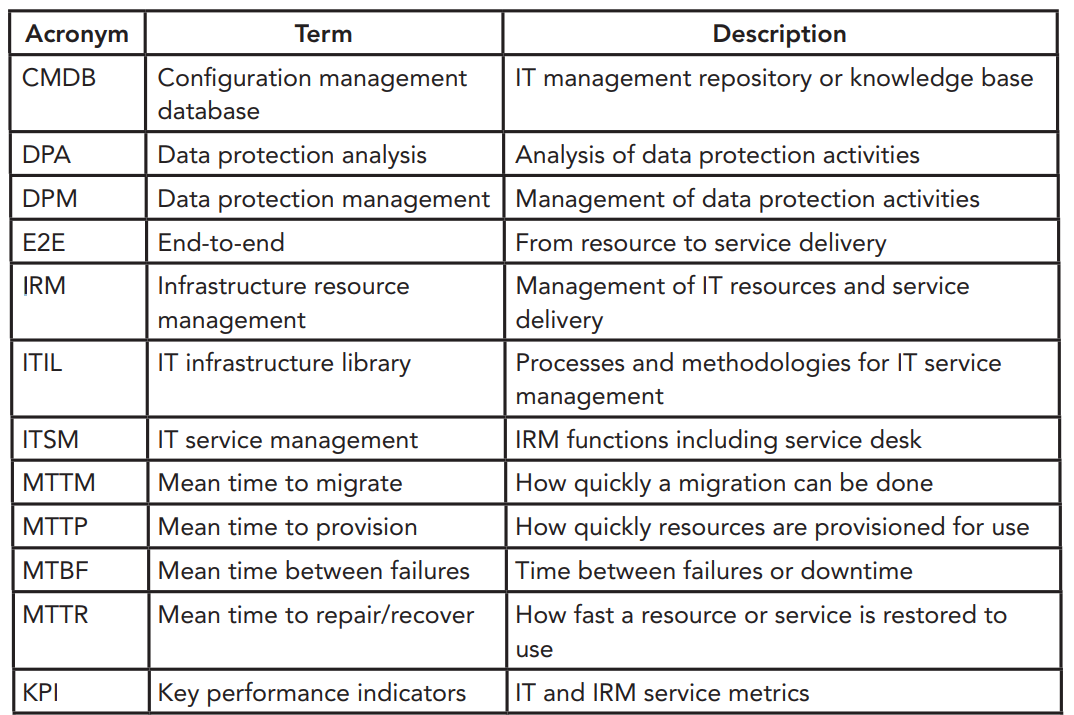 Acronym Term Description
CMDB Configuration management IT management repository or knowledge base
database
DPA Data protection analysis Analysis of data protection activities
DPM Data protection management Management of data protection activities
E2E End-to-end From resource to service delivery
IRM Infrastructure resource Management of IT resources and service
management delivery
ITIL IT infrastructure library Processes and methodologies for IT service
management
ITSM IT service management IRM functions including service desk
MTTM Mean time to migrate How quickly a migration can be done
MTTP Mean time to provision How quickly resources are provisioned for use
MTBF Mean time between failures Time between failures or downtime
MTTR Mean time to repair/recover How fast a resource or service is restored to
use
KPI Key performance indicators IT and IRM service metrics